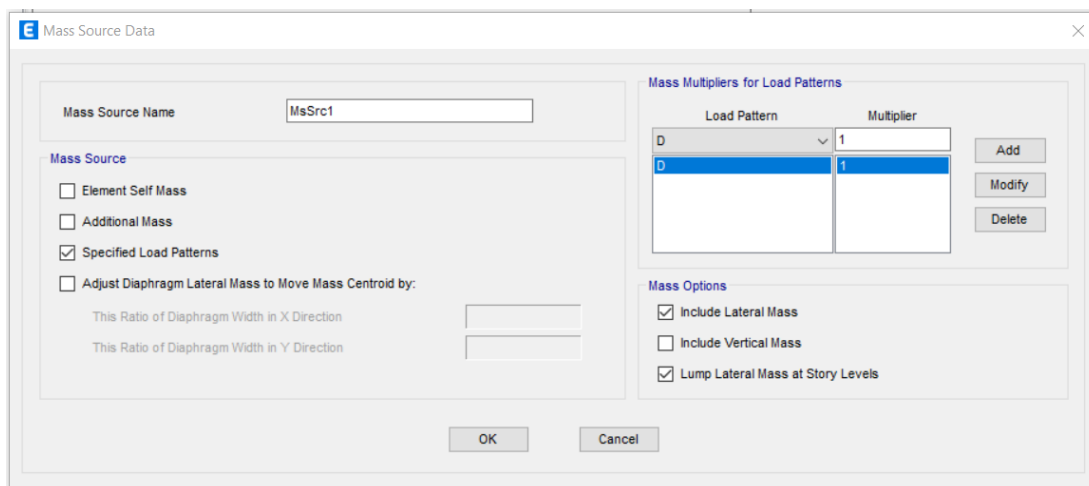 E Mass Source Data
Mass Source Name MsSrc1
Mass Source
Element Self Mass
Additional Mass
Specified Load Patterns
Adjust Diaphragm Lateral Mass to Move Mass Centroid by:
This Ratio of Diaphragm Width in X Direction
This Ratio of Diaphragm Width in Y Direction
Mass Multipliers for Load Patterns
Load Pattern Multiplier
D 1
D 1
Add
Modify
Delete
Mass Options
Include Lateral Mass
Include Vertical Mass
Lump Lateral Mass at Story Levels
OK Cancel